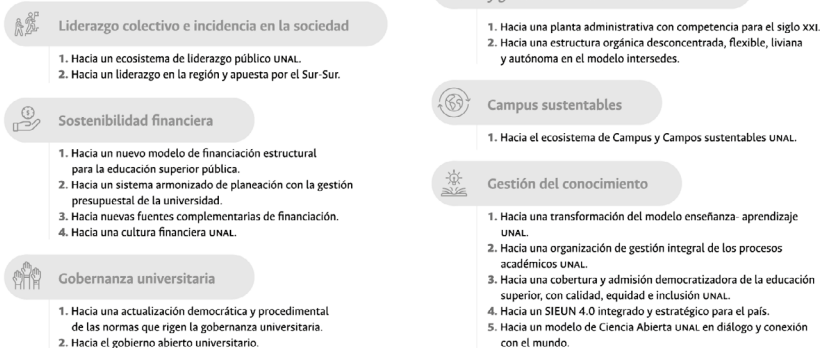 Liderazgo colectivo e incidencia en la sociedad
1. Hacia un ecosistema de liderazgo público UNAL.
2. Hacia un liderazgo en la región y apuesta por el Sur-Sur.
Sostenibilidad financiera
1. Hacia un nuevo modelo de financiación estructural
para la educación superior pública.
2. Hacia un sistema armonizado de planeación con la gestión
presupuestal de la universidad.
3. Hacia nuevas fuentes complementarias de financiación.
4. Hacia una cultura financiera UNAL.
Gobernanza universitaria
1. Hacia una actualización democrática y procedimental
de las normas que rigen la gobernanza universitaria.
2. Hacia el gobierno abierto universitario.
1. Hacia una planta administrativa con competencia para el siglo XXI.
2. Hacia una estructura orgánica desconcentrada, flexible, liviana
y autónoma en el modelo intersedes.
Campus sustentables
1. Hacia el ecosistema de Campus y Campos sustentables UNAL.
Gestión del conocimiento
1. Hacia una transformación del modelo enseñanza- aprendizaje
UNAL.
2. Hacia una organización de gestión integral de los procesos
académicos UNAL.
3. Hacia una cobertura y admisión democratizadora de la educación
superior, con calidad, equidad e inclusión UNAL.
4. Hacia un SIEUN 4.0 integrado y estratégico para el país.
5. Hacia un modelo de Ciencia Abierta UNAL en diálogo y conexión
con el mundo.